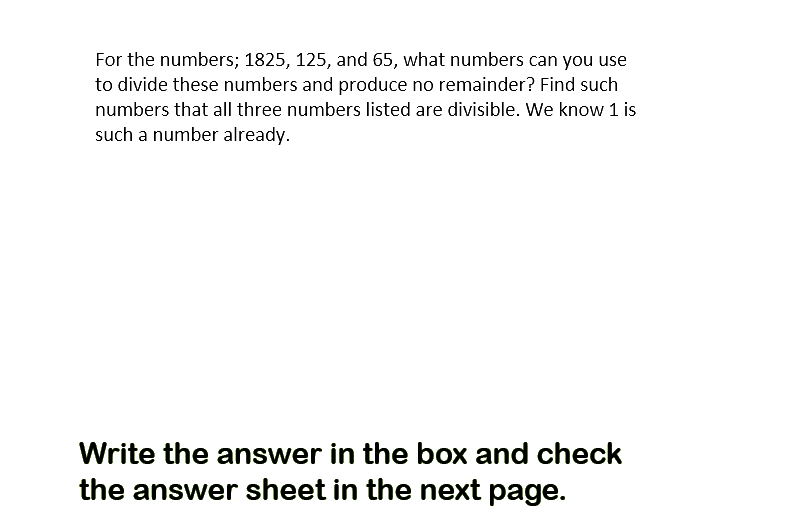 For the numbers; 1825, 125, and 65, what numbers can you use
to divide these numbers and produce no remainder? Find such
numbers that all three numbers listed are divisible. We know 1 is
such a number already.
Write the answer in the box and check
the answer sheet in the next page.